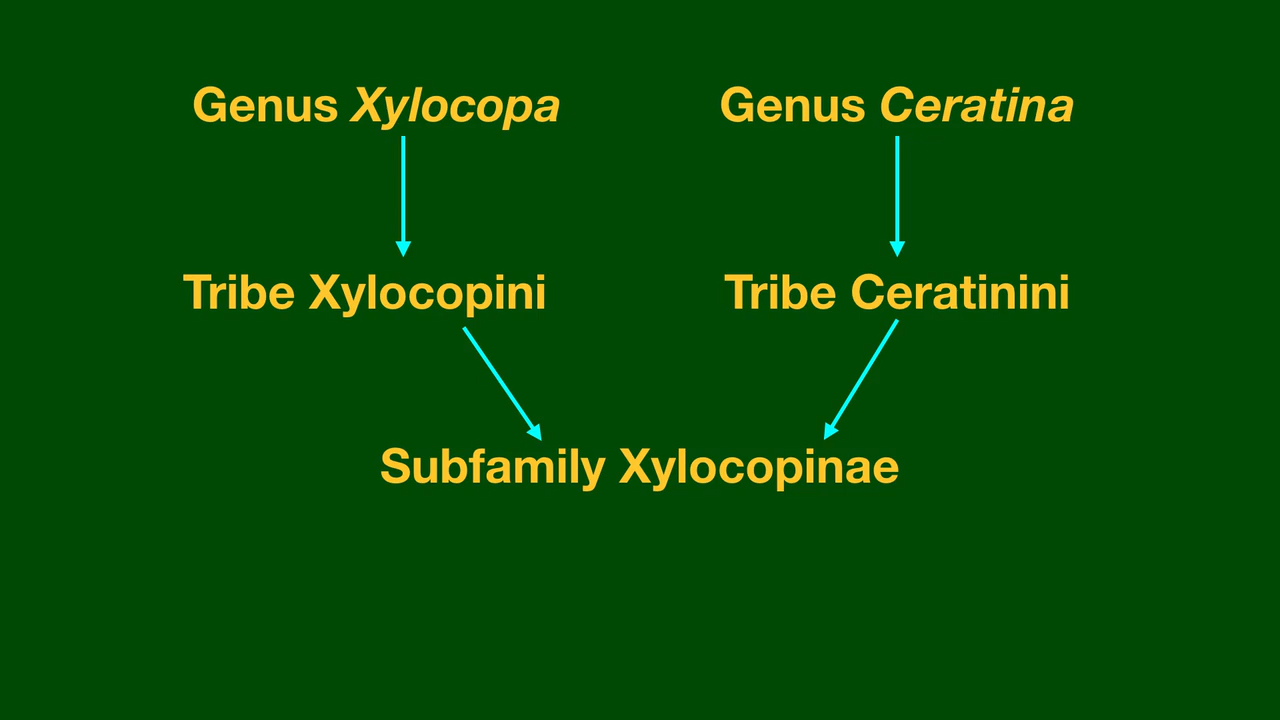 Genus Xylocopa
Genus Ceratina
Tribe Xylocopini
Tribe Ceratinini
Subfamily Xylocopinae